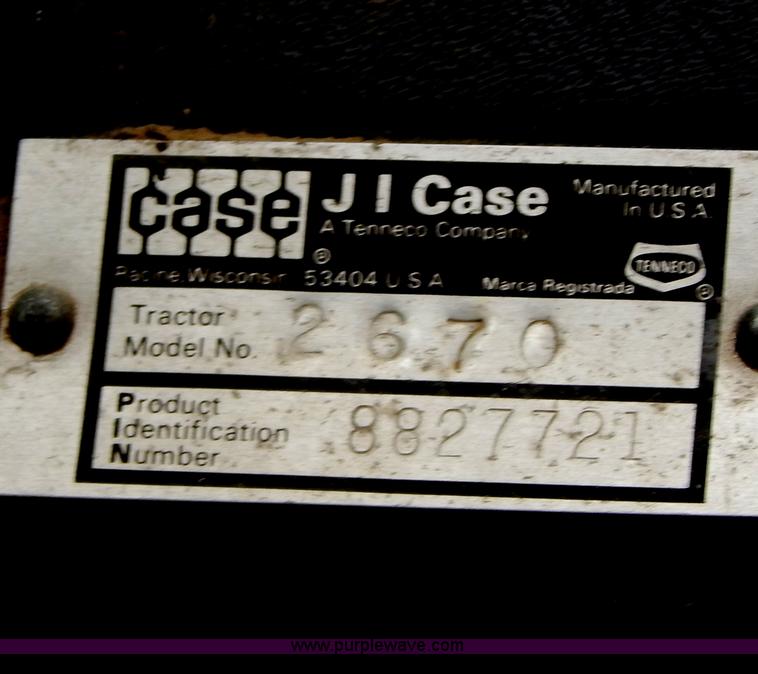 case
®
J I Case
A Tenneco Company
Racine, Wisconsin 53404 U S A
Manufactured
In U.S.A.
Marca Registrada
TENNECO
®
Tractor
Model No. 2670
Product
Identification
Number
8827721
www.purplewave.com